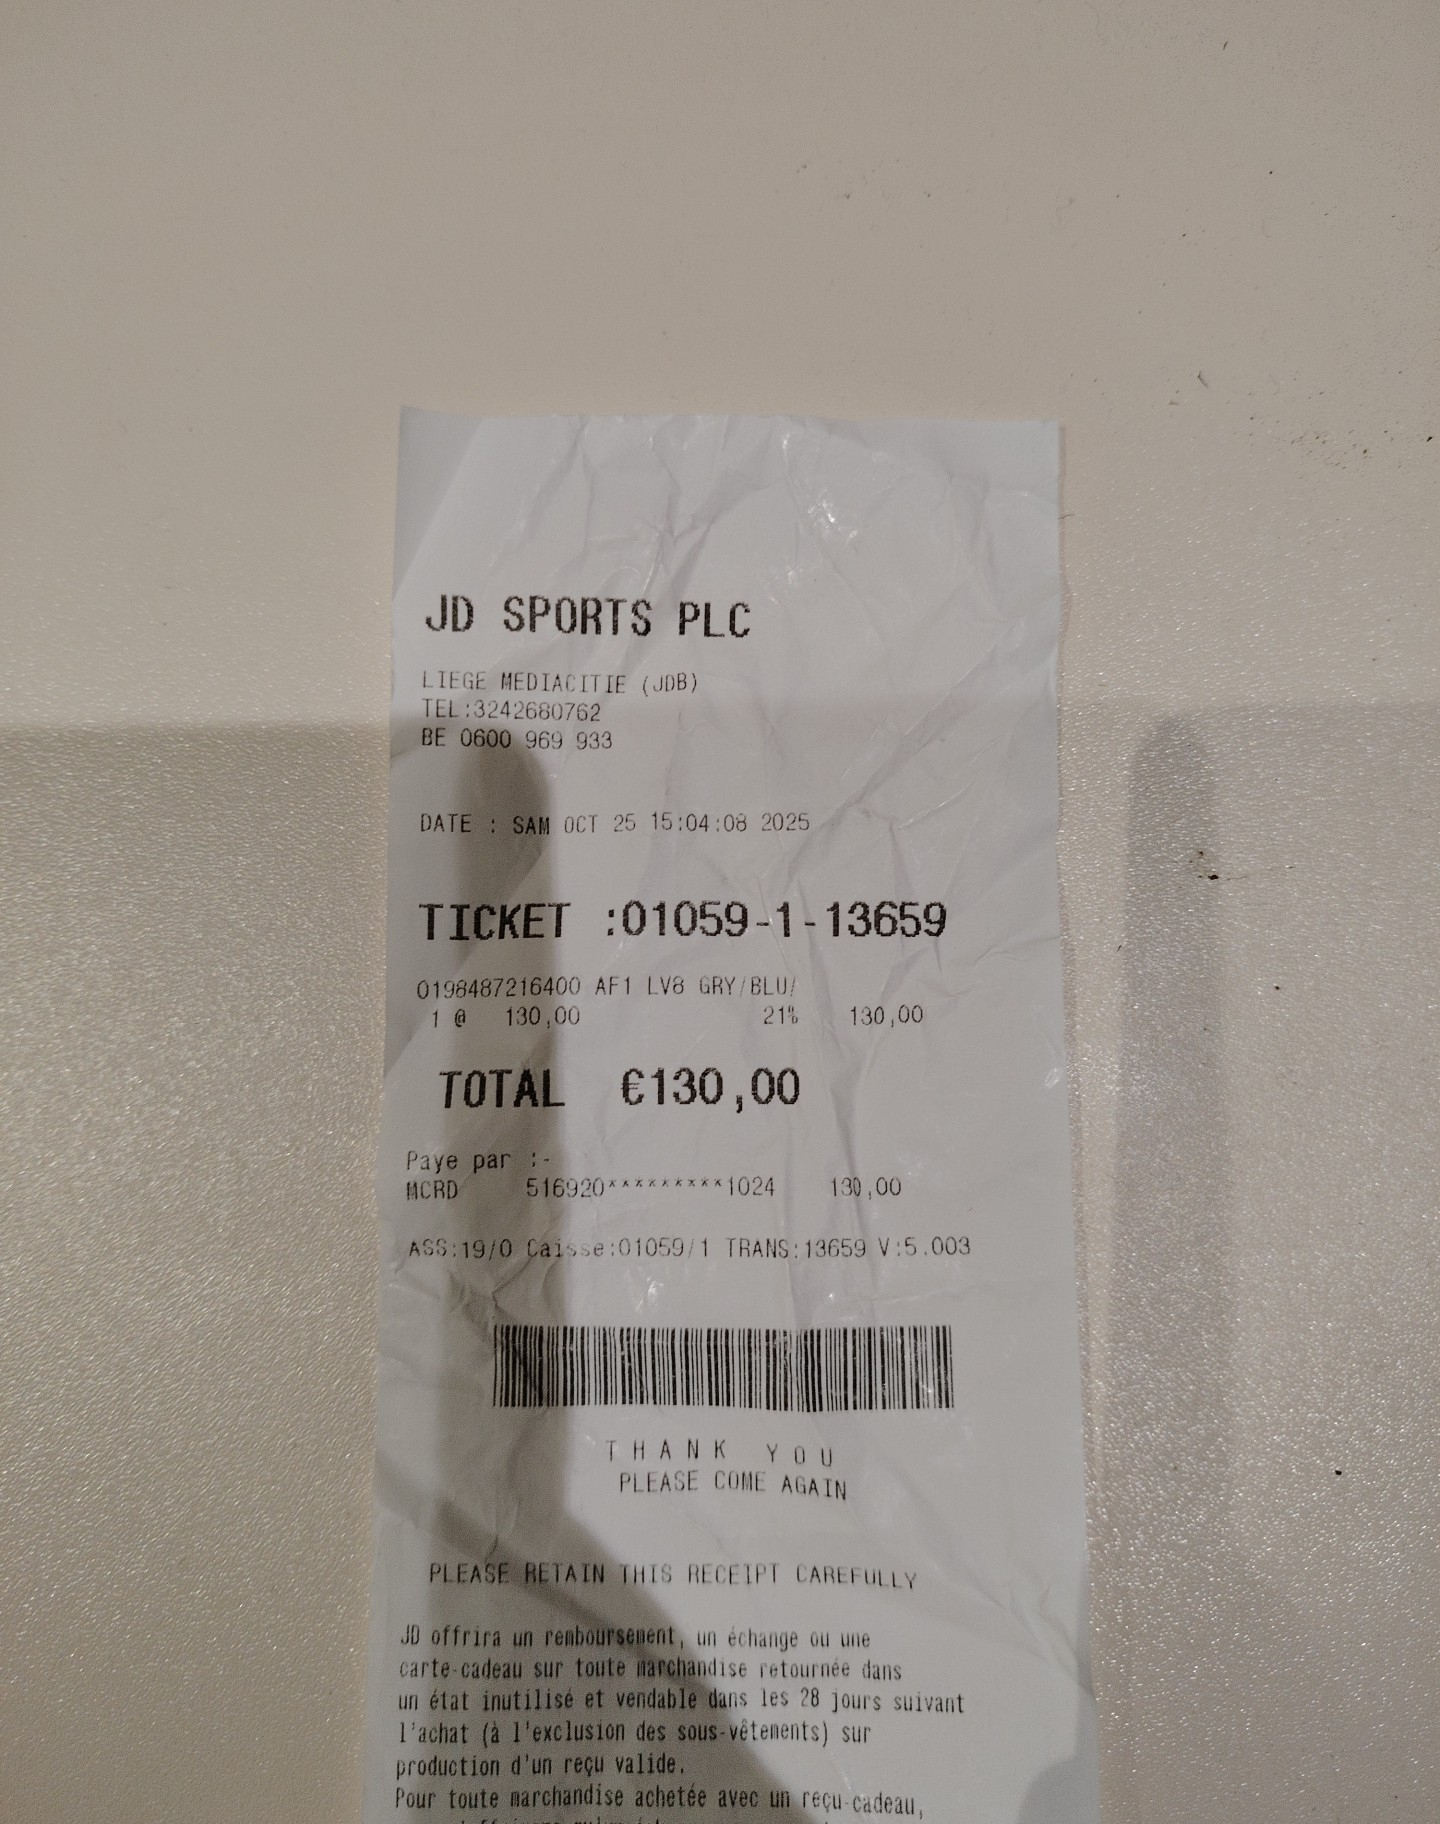 JD SPORTS PLC
LIEGE MEDIACITIE (JDB)
TEL:3242680762
BE 0600 969 933
DATE : SAM OCT 25 15:04:08 2025
TICKET :01059-1-13659
0198487216400 AF1 LV8 GRY/BLU/
1 @ 130,00 21% 130,00
TOTAL €130,00
Paye par :-
MCRD 516920*********1024 130,00
ASS:19/0 Caisse:01059/1 TRANS:13659 V:5.003
THANK YOU
PLEASE COME AGAIN
PLEASE RETAIN THIS RECEIPT CAREFULLY
JD offrira un remboursement, un échange ou une
carte-cadeau sur toute marchandise retournée dans
un état inutilisé et vendable dans les 28 jours suivant
l'achat (à l'exclusion des sous-vêtements) sur
production d'un reçu valide.
Pour toute marchandise achetée avec un reçu-cadeau,